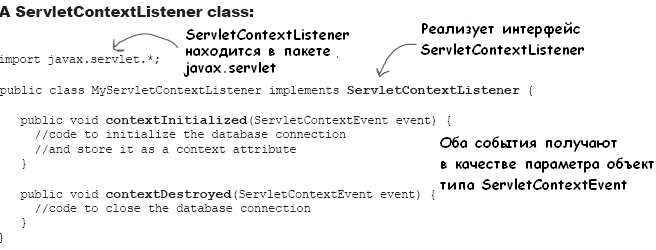 A ServletContextListener class:
ServletContextListener
находится в пакете
javax.servlet
Реализует интерфейс
ServletContextListener
import javax.servlet.*;
public class MyServletContextListener implements ServletContextListener {
public void contextInitialized(ServletContextEvent event) {
//code to initialize the database connection
//and store it as a context attribute
}
Оба события получают
в качестве параметра объект
типа ServletContextEvent
public void contextDestroyed(ServletContextEvent event) {
//code to close the database connection
}
}